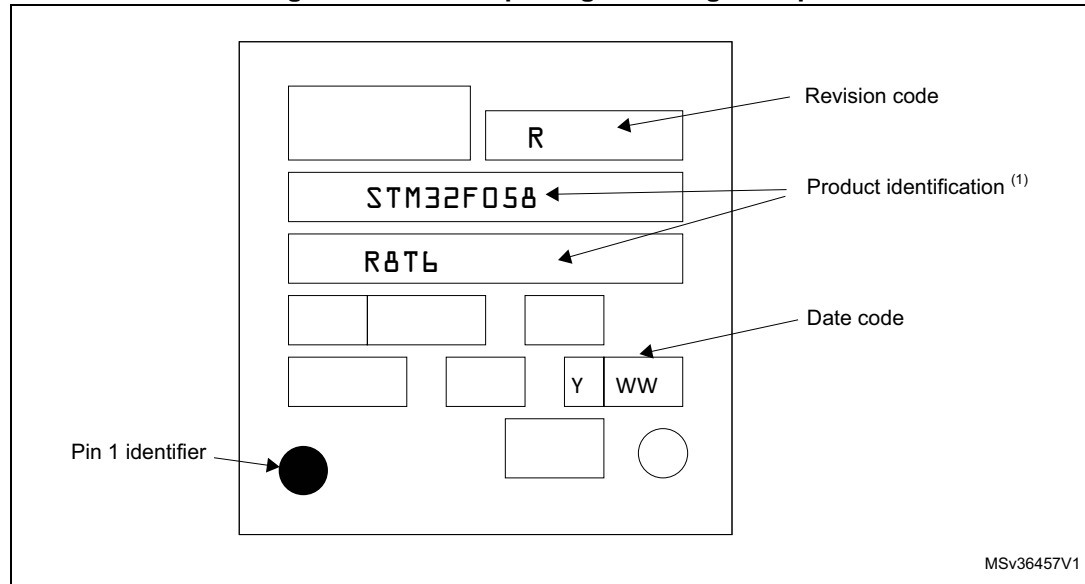 Revision code
R
STM32F058
Product identification (1)
R8T6
Date code
Y WW
Pin 1 identifier
MSv36457V1